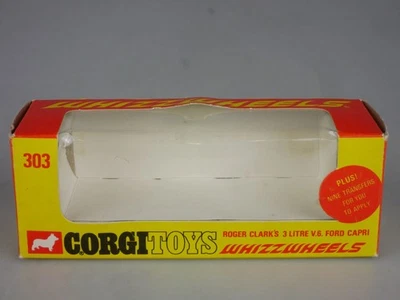 WHIZZWHEELS
303
PLUS!
NINE TRANSFERS
FOR YOU
TO APPLY
CORGI TOYS
ROGER CLARK'S 3 LITRE V.6. FORD CAPRI
WHIZZWHEELS